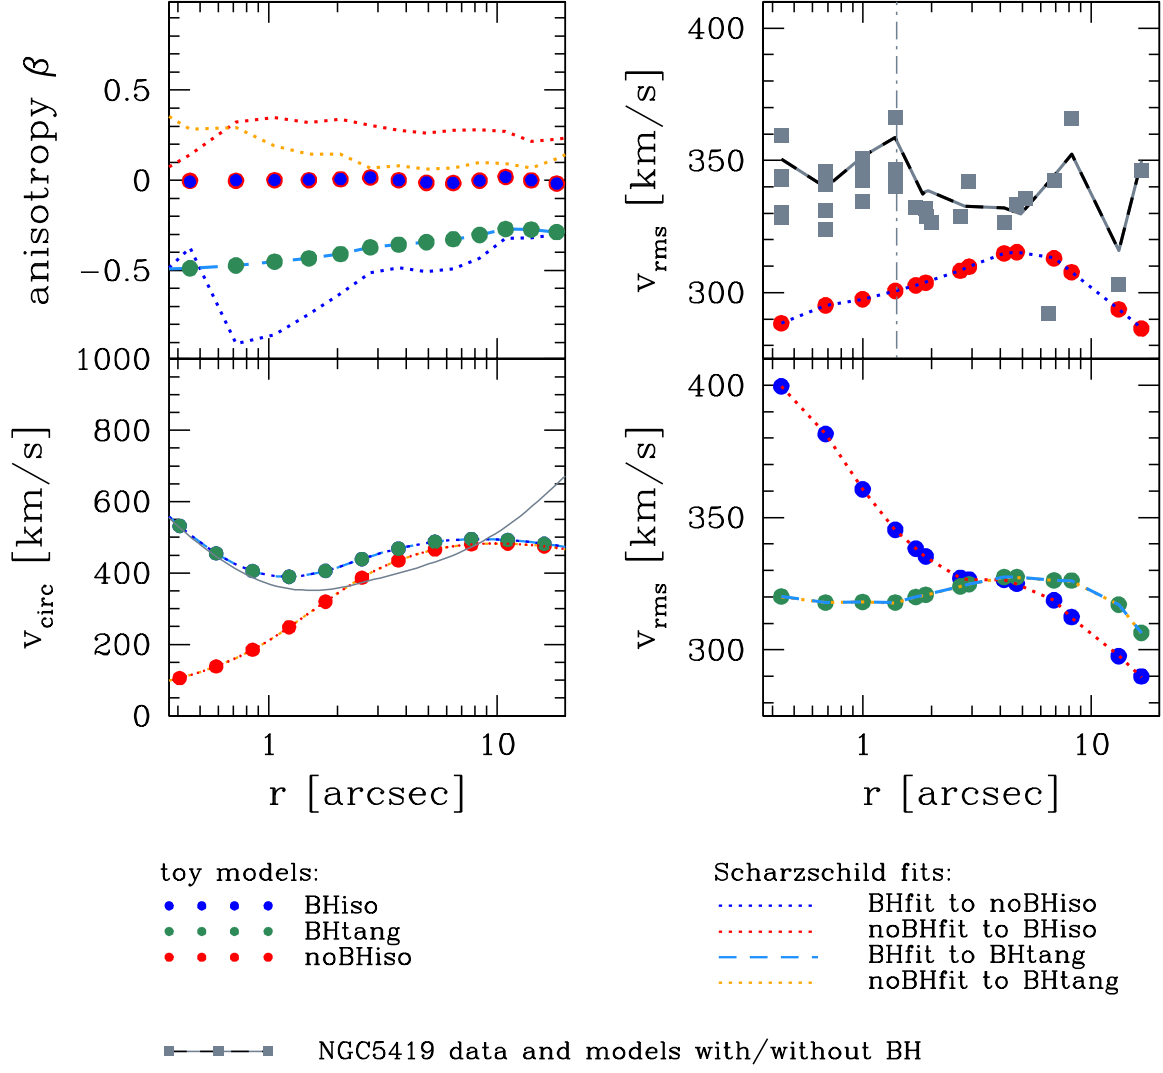 anisotropy β
0.5
0
−0.5
v_rms [km/s]
400
350
300
v_circ [km/s]
1000
800
600
400
200
0
1
10
r [arcsec]
v_rms [km/s]
400
350
300
1
10
r [arcsec]
toy models:
BHiso
BHtang
noBHiso
Scharzschild fits:
BHfit to noBHiso
noBHfit to BHiso
BHfit to BHtang
noBHfit to BHtang
NGC5419 data and models with/without BH